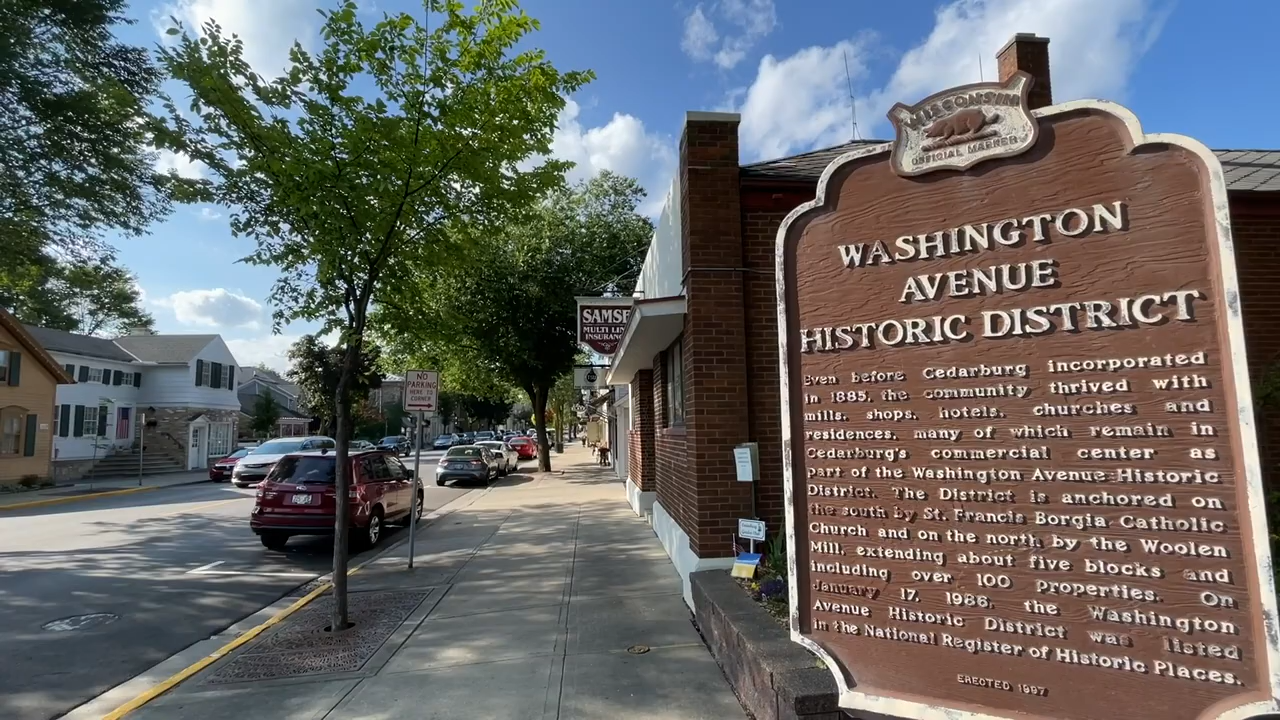 NO
PARKING
HERE TO
CORNER
SAMSE
MULTI LIN
INSURANC
WISCONSIN
OFFICIAL MARKER
WASHINGTON
AVENUE
HISTORIC DISTRICT
Even before Cedarburg incorporated
in 1885, the community thrived with
mills, shops, hotels, churches and
residences, many of which remain in
Cedarburg's commercial center as
part of the Washington Avenue Historic
District. The District is anchored on
the south by St. Francis Borgia Catholic
Church and on the north by the Woolen
Mill, extending about five blocks and
including over 100 properties. On
January 17, 1986, the Washington
Avenue Historic District was listed
in the National Register of Historic Places.
ERECTED 1997